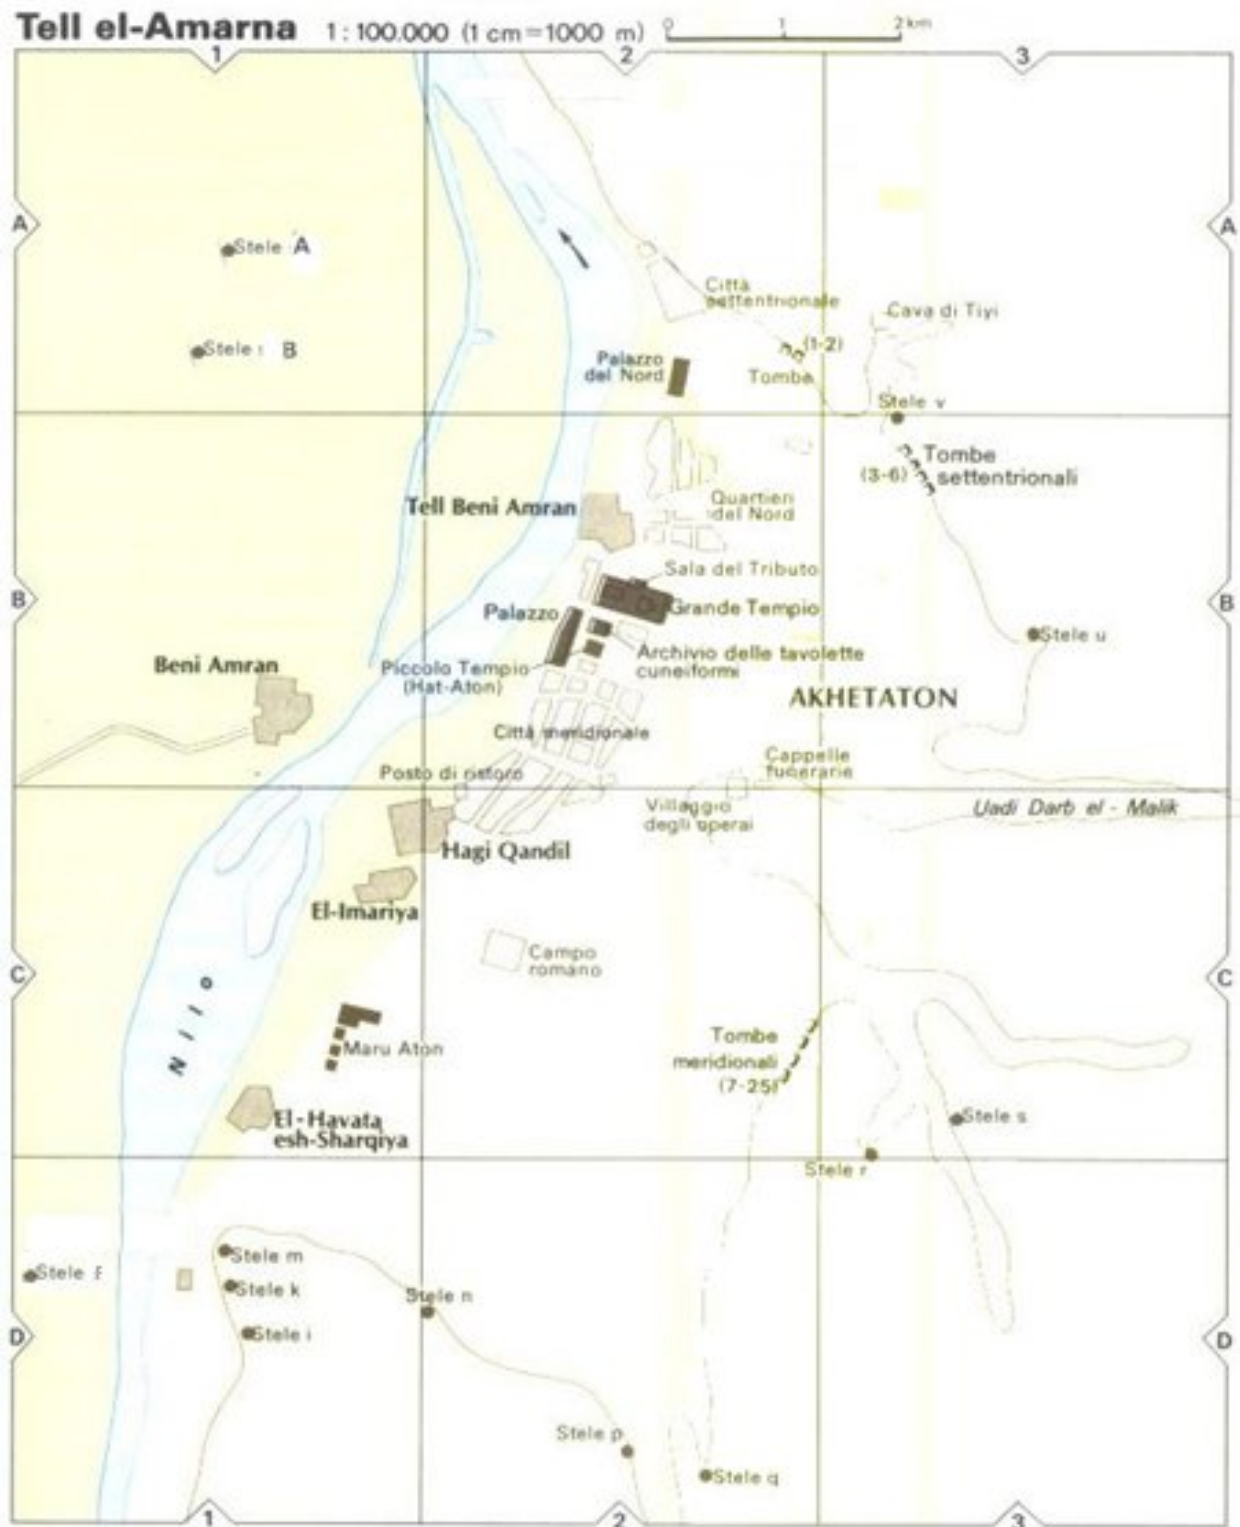 Tell el-Amarna 1:100.000 (1 cm=1000 m) 0 1 2 km
1 2 3
A A
Stele A
Città
settentrionale
Cava di Tiyi
(1-2)
Stele B
Palazzo
del Nord
Tombe
Stele v
Tombe
settentrionali
(3-6)
Tell Beni Amran
Quartieri
del Nord
Sala del Tributo
B B
Palazzo
Grande Tempio
Stele u
Archivio delle tavolette
cuneiformi
Beni Amran
Piccolo Tempio
(Hat-Aton)
AKHETATON
Città meridionale
Cappelle
funerarie
Posto di ristoro
Villaggio
degli operai
Uadi Darb el - Malik
Hagi Qandil
El-Imariya
Campo
romano
C C
Nilo
Tombe
meridionali
(7-25)
Maru Aton
El-Havata
esh-Sharqiya
Stele s
Stele r
Stele m
Stele
Stele k
Stele n
Stele i
D D
Stele p
Stele q
1 2 3